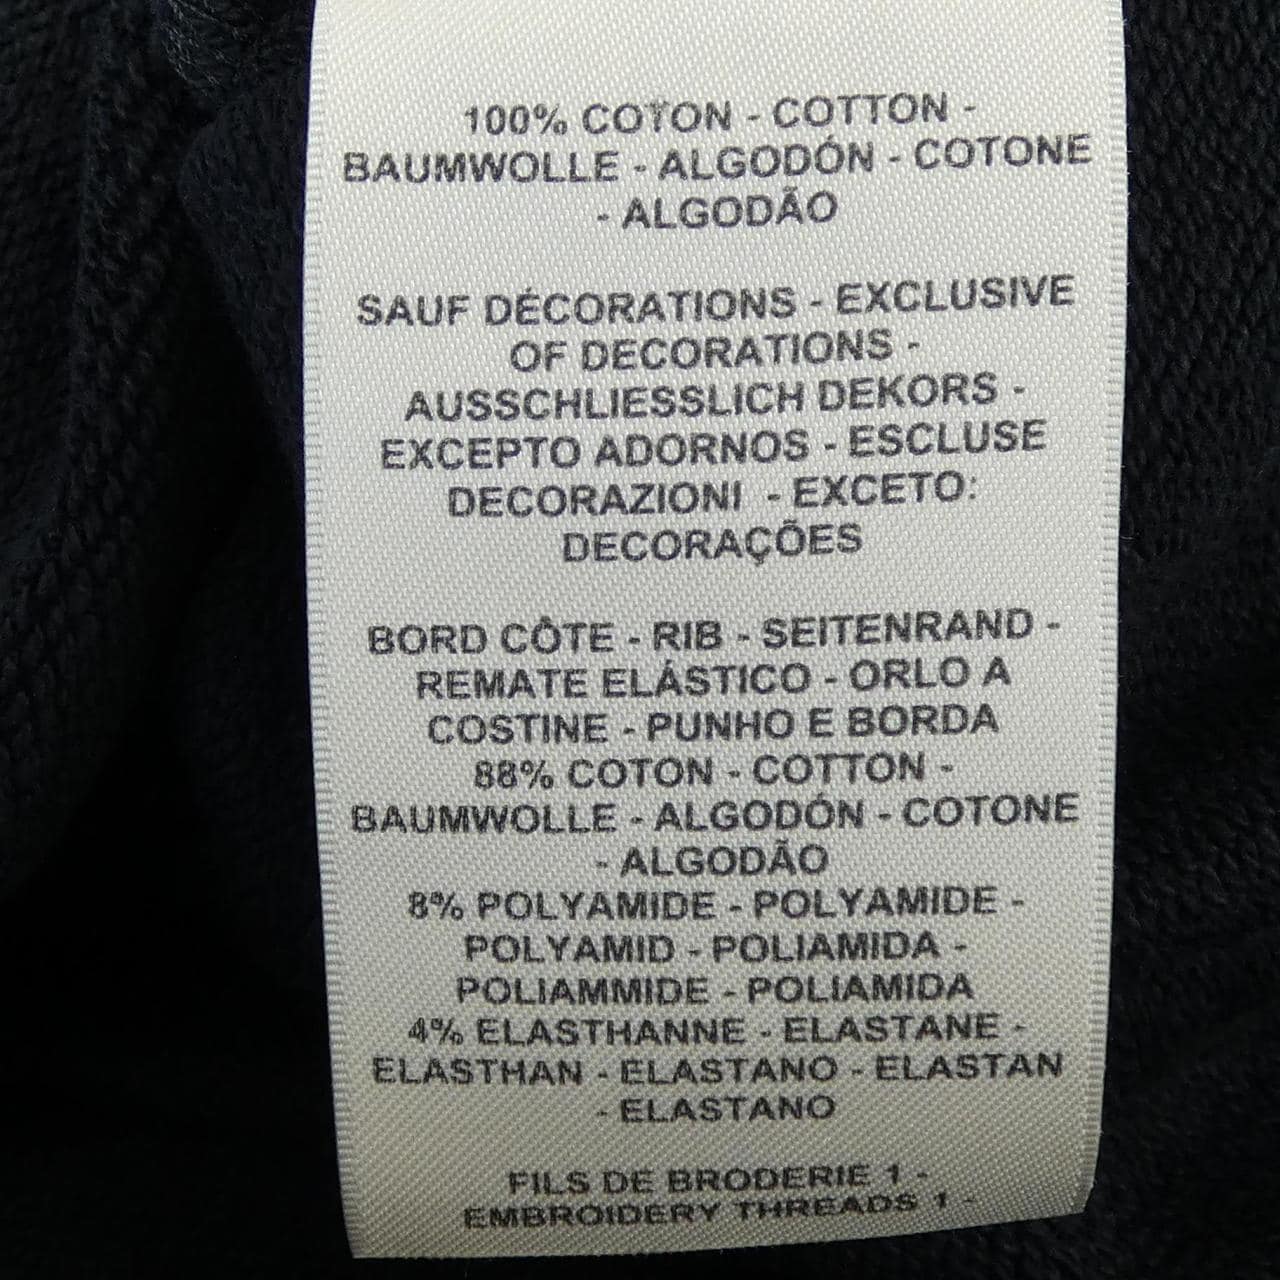 100% COTON - COTTON -
BAUMWOLLE - ALGODÓN - COTONE
- ALGODÃO
SAUF DÉCORATIONS - EXCLUSIVE
OF DECORATIONS -
AUSSCHLIESSLICH DEKORS -
EXCEPTO ADORNOS - ESCLUSE
DECORAZIONI - EXCETO:
DECORAÇÕES
BORD CÔTE - RIB - SEITENRAND -
REMATE ELÁSTICO - ORLO A
COSTINE - PUNHO E BORDA
88% COTON - COTTON -
BAUMWOLLE - ALGODÓN - COTONE
- ALGODÃO
8% POLYAMIDE - POLYAMIDE -
POLYAMID - POLIAMIDA -
POLIAMMIDE - POLIAMIDA
4% ELASTHANNE - ELASTANE -
ELASTHAN - ELASTANO - ELASTAN
- ELASTANO
FILS DE BRODERIE 1 -
EMBROIDERY THREADS 1 -